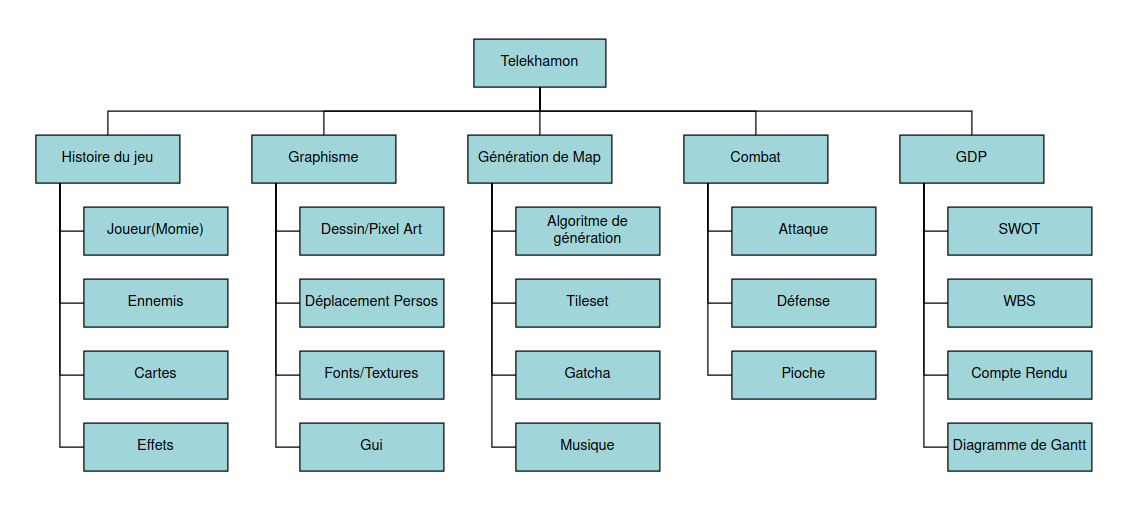 Telekhamon
Histoire du jeu
Graphisme
Génération de Map
Combat
GDP
Joueur(Momie)
Ennemis
Cartes
Effets
Dessin/Pixel Art
Déplacement Persos
Fonts/Textures
Gui
Algoritme de
génération
Tileset
Gatcha
Musique
Attaque
Défense
Pioche
SWOT
WBS
Compte Rendu
Diagramme de Gantt